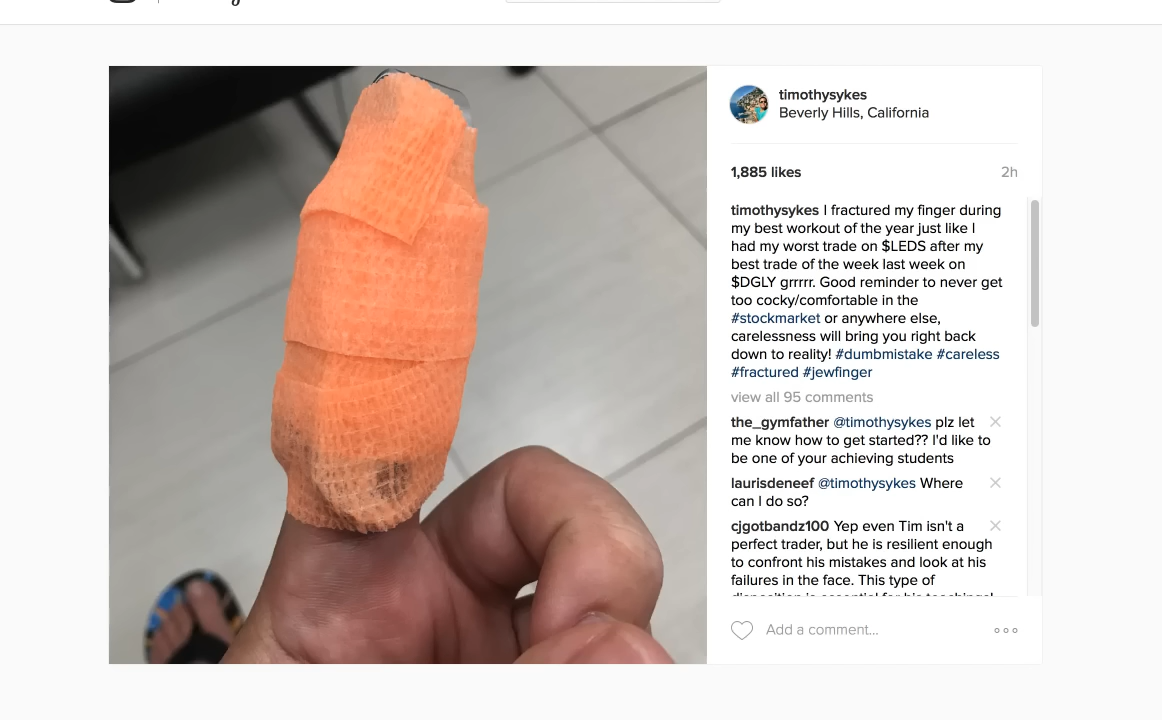 timothysykes
Beverly Hills, California
1,885 likes
2h
timothysykes I fractured my finger during
my best workout of the year just like I
had my worst trade on $LEDS after my
best trade of the week last week on
$DGLY grrrrr. Good reminder to never get
too cocky/comfortable in the
#stockmarket or anywhere else,
carelessness will bring you right back
down to reality! #dumbmistake #careless
#fractured #jewfinger
view all 95 comments
the_gymfather @timothysykes plz let
me know how to get started?? I'd like to
be one of your achieving students
laurisdeneef @timothysykes Where
can I do so?
cjgotbandz100 Yep even Tim isn't a
perfect trader, but he is resilient enough
to confront his mistakes and look at his
failures in the face. This type of
disposition is essential for his teachings!
Add a comment...